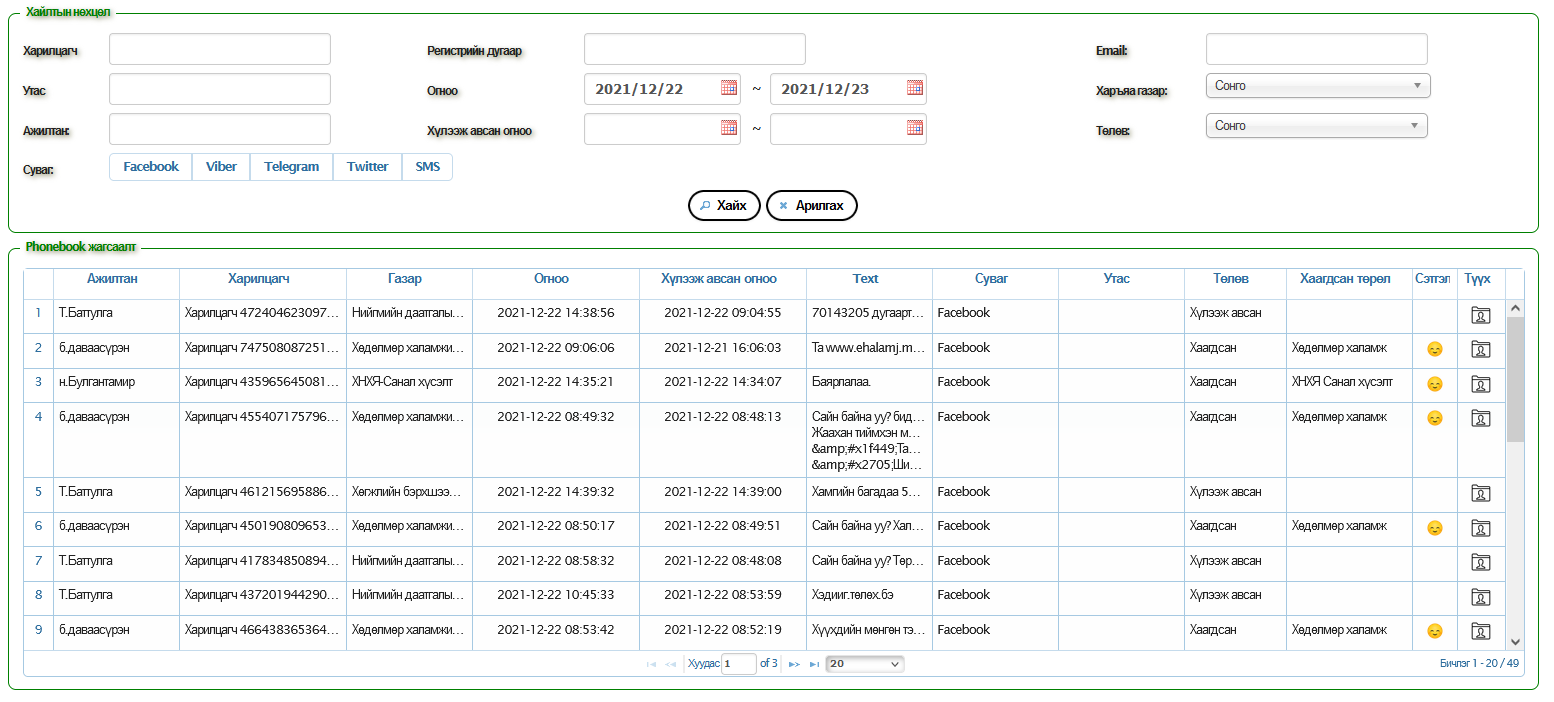 Хайлтын нөхцөл
Харилцагч Регистрийн дугаар Email:
Утас Огноо 2021/12/22 ~ 2021/12/23 Харъяа газар: Сонго
Ажилтан: Хүлээж авсан огноо ~ Төлөв: Сонго
Суваг: Facebook Viber Telegram Twitter SMS
Хайх Арилгах
Phonebook жагсаалт
Ажилтан Харилцагч Газар Огноо Хүлээж авсан огноо Text Суваг Утас Төлөв Хаагдсан төрөл Сэтгэл Түүх
1 Т.Баттулга Харилцагч 472404623097... Нийгмийн даатгалы... 2021-12-22 14:38:56 2021-12-22 09:04:55 70143205 дугаарт... Facebook Хүлээж авсан
2 б.даваасүрэн Харилцагч 747508087251... Хөдөлмөр халамжи... 2021-12-22 09:06:06 2021-12-21 16:06:03 Та www.ehalamj.m... Facebook Хаагдсан Хөдөлмөр халамж
3 н.Булгантамир Харилцагч 435965645081... ХНХЯ-Санал хүсэлт 2021-12-22 14:35:21 2021-12-22 14:34:07 Баярлалаа. Facebook Хаагдсан ХНХЯ Санал хүсэлт
4 б.даваасүрэн Харилцагч 455407175796... Хөдөлмөр халамжи... 2021-12-22 08:49:32 2021-12-22 08:48:13 Сайн байна уу? бид... Facebook Хаагдсан Хөдөлмөр халамж
Жаахан тиймхэн м...
&amp;#x1f449;Та...
&amp;#x2705;Ши...
5 Т.Баттулга Харилцагч 461215695886... Хөгжлийн бэрхшээ... 2021-12-22 14:39:32 2021-12-22 14:39:00 Хамгийн багадаа 5... Facebook Хүлээж авсан
6 б.даваасүрэн Харилцагч 450190809653... Хөдөлмөр халамжи... 2021-12-22 08:50:17 2021-12-22 08:49:51 Сайн байна уу? Хал... Facebook Хаагдсан Хөдөлмөр халамж
7 Т.Баттулга Харилцагч 417834850894... Нийгмийн даатгалы... 2021-12-22 08:58:32 2021-12-22 08:48:08 Сайн байна уу? Төр... Facebook Хүлээж авсан
8 Т.Баттулга Харилцагч 437201944290... Нийгмийн даатгалы... 2021-12-22 10:45:33 2021-12-22 08:53:59 Хэдииг.төлөх.бэ Facebook Хүлээж авсан
9 б.даваасүрэн Харилцагч 466438365364... Хөдөлмөр халамжи... 2021-12-22 08:53:42 2021-12-22 08:52:19 Хүүхдийн мөнгөн тэ... Facebook Хаагдсан Хөдөлмөр халамж
Хуудас 1 of 3 20 Бичлэг 1 - 20 / 49